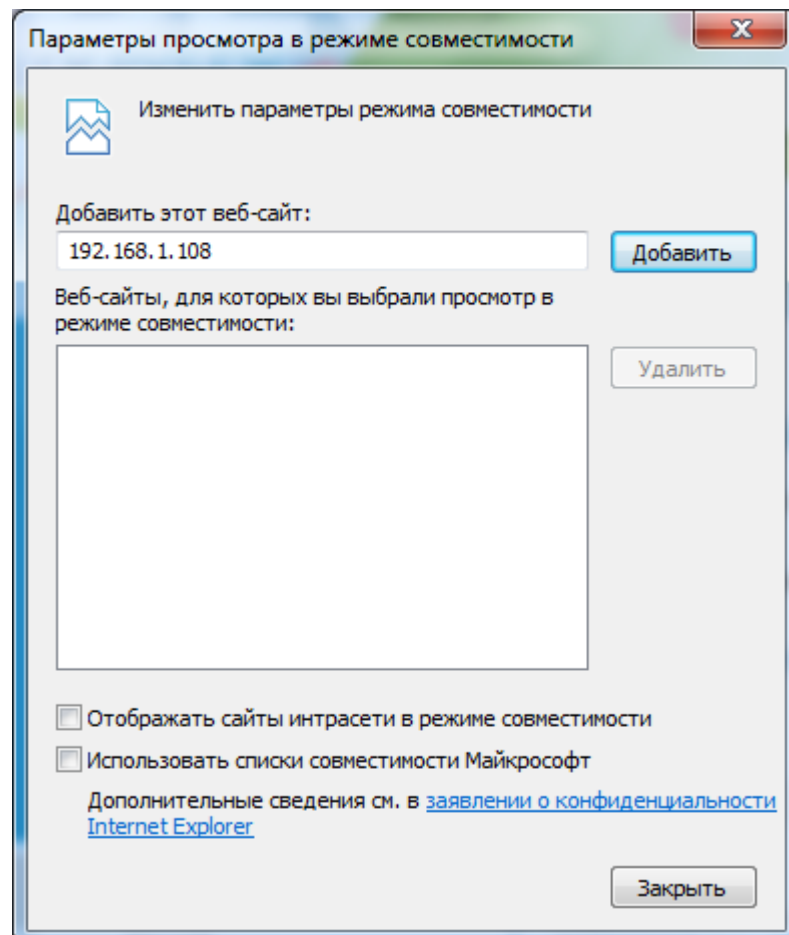 Параметры просмотра в режиме совместимости
Изменить параметры режима совместимости
Добавить этот веб-сайт:
192.168.1.108
Добавить
Веб-сайты, для которых вы выбрали просмотр в
режиме совместимости:
Удалить
Отображать сайты интрасети в режиме совместимости
Использовать списки совместимости Майкрософт
Дополнительные сведения см. в заявлении о конфиденциальности
Internet Explorer
Закрыть